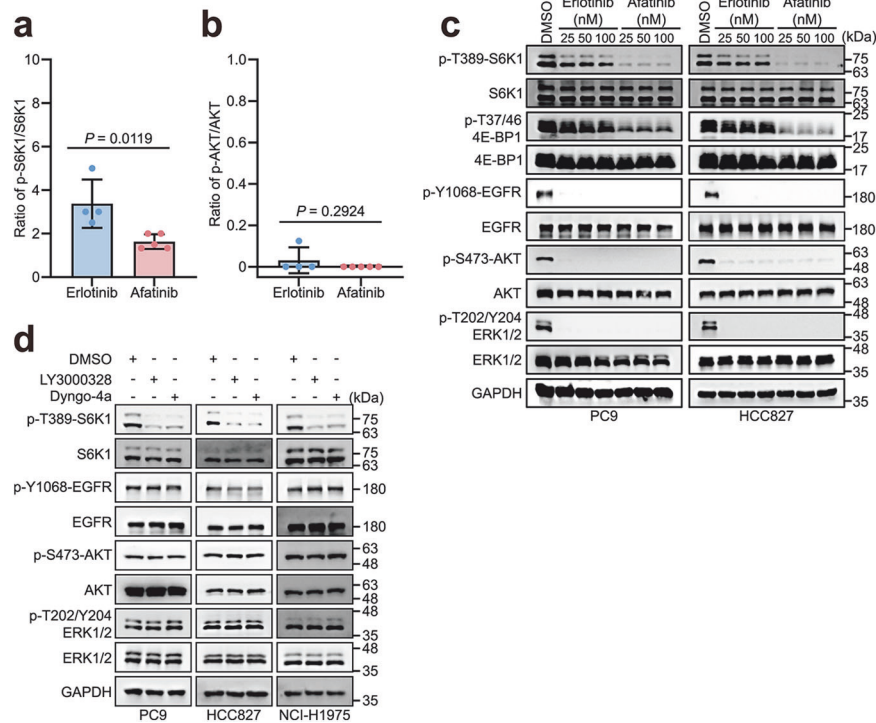 a
Ratio of p-S6K1/S6K1
10
8
6
4
2
0
P = 0.0119
Erlotinib Afatinib
b
Ratio of p-AKT/AKT
1.0
0.8
0.6
0.4
0.2
0
P = 0.2924
Erlotinib Afatinib
c
DMSO Erlotinib (nM) Afatinib (nM) DMSO Erlotinib (nM) Afatinib (nM)
25 50 100 25 50 100 25 50 100 25 50 100 (kDa)
p-T389-S6K1 75 63
S6K1 75 63
p-T37/46 4E-BP1 25 17
4E-BP1 25 17
p-Y1068-EGFR 180
EGFR 180
p-S473-AKT 63 48
AKT 63 48
p-T202/Y204 ERK1/2 48 35
ERK1/2 48 35
GAPDH 35
PC9 HCC827
d
DMSO + - - + - - + - -
LY3000328 - + - - + - - + -
Dyngo-4a - - + - - + - - + (kDa)
p-T389-S6K1 75 63
S6K1 75 63
p-Y1068-EGFR 180
EGFR 180
p-S473-AKT 63 48
AKT 63 48
p-T202/Y204 ERK1/2 48 35
ERK1/2 48 35
GAPDH 35
PC9 HCC827 NCI-H1975